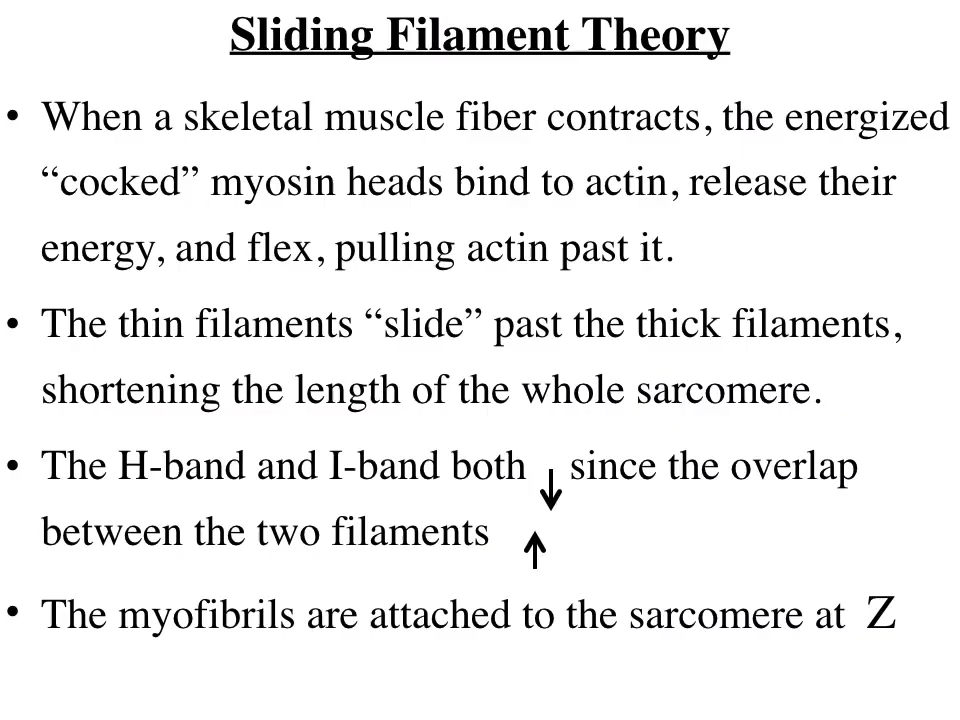 Sliding Filament Theory
• When a skeletal muscle fiber contracts, the energized
“cocked” myosin heads bind to actin, release their
energy, and flex, pulling actin past it.
• The thin filaments “slide” past the thick filaments,
shortening the length of the whole sarcomere.
• The H-band and I-band both ↓ since the overlap
between the two filaments ↑
• The myofibrils are attached to the sarcomere at Z